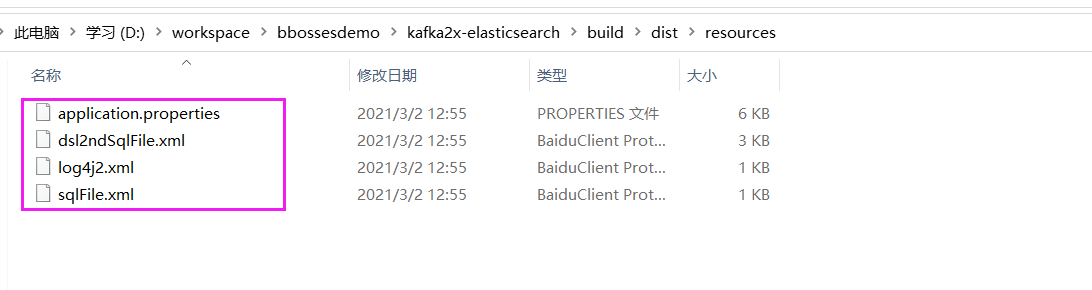 此电脑 > 学习 (D:) > workspace > bbossesdemo > kafka2x-elasticsearch > build > dist > resources
名称 修改日期 类型 大小
application.properties 2021/3/2 12:55 PROPERTIES 文件 6 KB
dsl2ndSqlFile.xml 2021/3/2 12:55 BaiduClient Prot... 3 KB
log4j2.xml 2021/3/2 12:55 BaiduClient Prot... 1 KB
sqlFile.xml 2021/3/2 12:55 BaiduClient Prot... 1 KB